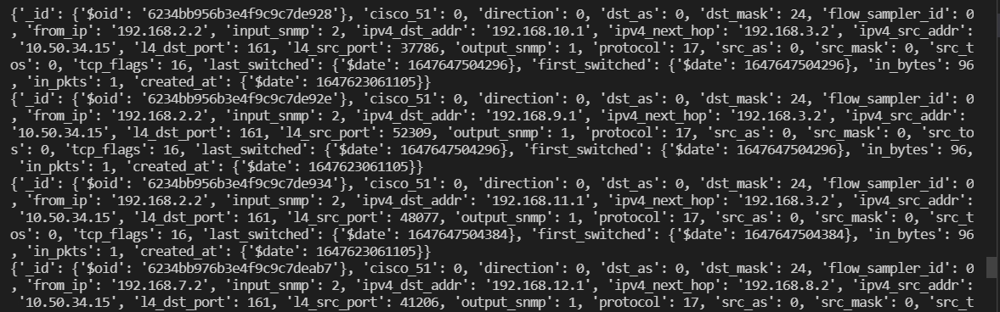 {'_id': {'$oid': '6234bb956b3e4f9c9c7de928'}, 'cisco_51': 0, 'direction': 0, 'dst_as': 0, 'dst_mask': 24, 'flow_sampler_id': 0
, 'from_ip': '192.168.2.2', 'input_snmp': 2, 'ipv4_dst_addr': '192.168.10.1', 'ipv4_next_hop': '192.168.3.2', 'ipv4_src_addr':
'10.50.34.15', 'l4_dst_port': 161, 'l4_src_port': 37786, 'output_snmp': 1, 'protocol': 17, 'src_as': 0, 'src_mask': 0, 'src_t
os': 0, 'tcp_flags': 16, 'last_switched': {'$date': 1647647504296}, 'first_switched': {'$date': 1647647504296}, 'in_bytes': 96
, 'in_pkts': 1, 'created_at': {'$date': 1647623061105}}
{'_id': {'$oid': '6234bb956b3e4f9c9c7de92e'}, 'cisco_51': 0, 'direction': 0, 'dst_as': 0, 'dst_mask': 24, 'flow_sampler_id': 0
, 'from_ip': '192.168.2.2', 'input_snmp': 2, 'ipv4_dst_addr': '192.168.9.1', 'ipv4_next_hop': '192.168.3.2', 'ipv4_src_addr':
'10.50.34.15', 'l4_dst_port': 161, 'l4_src_port': 52309, 'output_snmp': 1, 'protocol': 17, 'src_as': 0, 'src_mask': 0, 'src_to
s': 0, 'tcp_flags': 16, 'last_switched': {'$date': 1647647504296}, 'first_switched': {'$date': 1647647504296}, 'in_bytes': 96,
'in_pkts': 1, 'created_at': {'$date': 1647623061105}}
{'_id': {'$oid': '6234bb956b3e4f9c9c7de934'}, 'cisco_51': 0, 'direction': 0, 'dst_as': 0, 'dst_mask': 24, 'flow_sampler_id': 0
, 'from_ip': '192.168.2.2', 'input_snmp': 2, 'ipv4_dst_addr': '192.168.11.1', 'ipv4_next_hop': '192.168.3.2', 'ipv4_src_addr':
'10.50.34.15', 'l4_dst_port': 161, 'l4_src_port': 48077, 'output_snmp': 1, 'protocol': 17, 'src_as': 0, 'src_mask': 0, 'src_t
os': 0, 'tcp_flags': 16, 'last_switched': {'$date': 1647647504384}, 'first_switched': {'$date': 1647647504384}, 'in_bytes': 96
, 'in_pkts': 1, 'created_at': {'$date': 1647623061105}}
{'_id': {'$oid': '6234bb976b3e4f9c9c7deab7'}, 'cisco_51': 0, 'direction': 0, 'dst_as': 0, 'dst_mask': 24, 'flow_sampler_id': 0
, 'from_ip': '192.168.7.2', 'input_snmp': 2, 'ipv4_dst_addr': '192.168.12.1', 'ipv4_next_hop': '192.168.8.2', 'ipv4_src_addr':
'10.50.34.15', 'l4_dst_port': 161, 'l4_src_port': 41206, 'output_snmp': 1, 'protocol': 17, 'src_as': 0, 'src_mask': 0, 'src_t